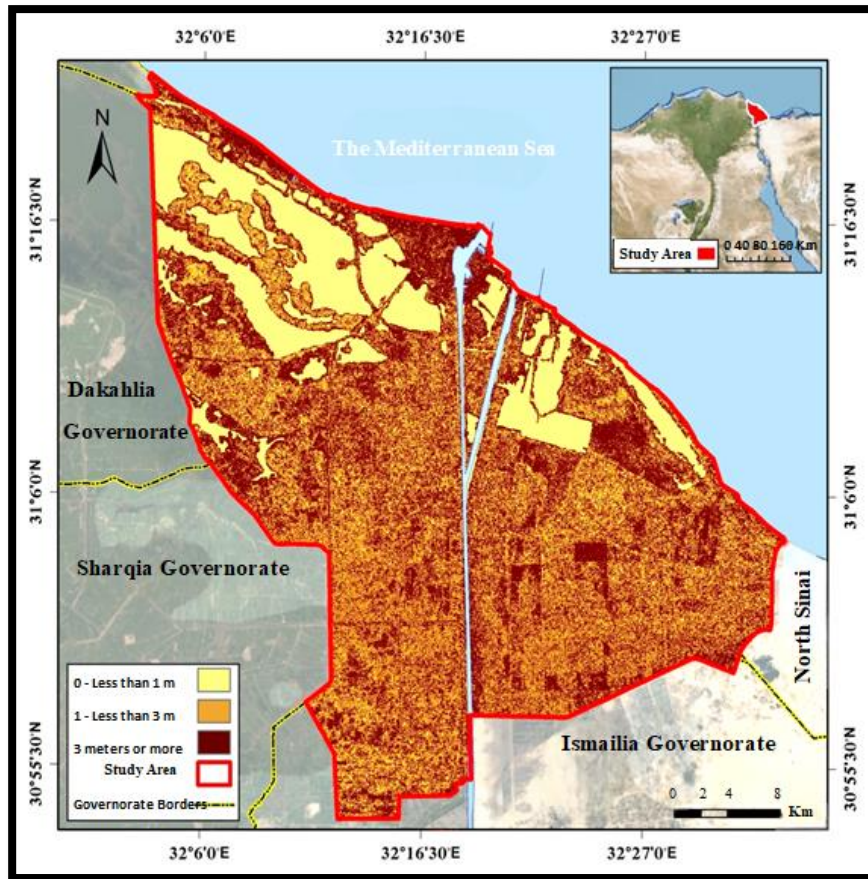 32°6'0'E 32°16'30'E 32°27'0'E
N
The Mediterranean Sea
Study Area
0 40 80 160 Km
31°16'30'N
31°16'30'N
Dakahlia
Governorate
31°6'0'N
31°6'0'N
Sharqia Governorate
North Sinai
0 - Less than 1 m
1 - Less than 3 m
3 meters or more
Study Area
Governorate Borders
Ismailia Governorate
30°55'30'N
30°55'30'N
0 2 4 8
Km
32°6'0'E 32°16'30'E 32°27'0'E